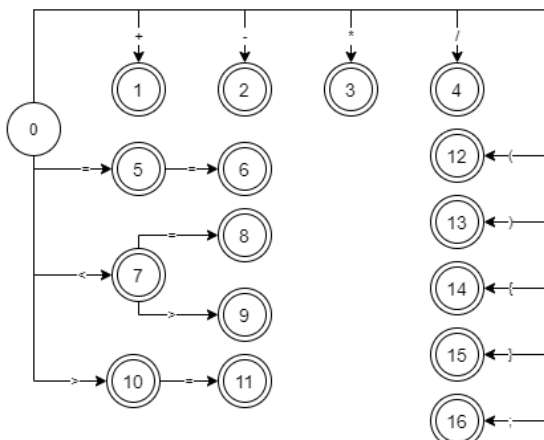 + - * /
1 2 3 4
0
12 (
= 5 = 6
13 )
= 8
< 7
14 {
> 9
15 }
> 10 = 11
16 ;